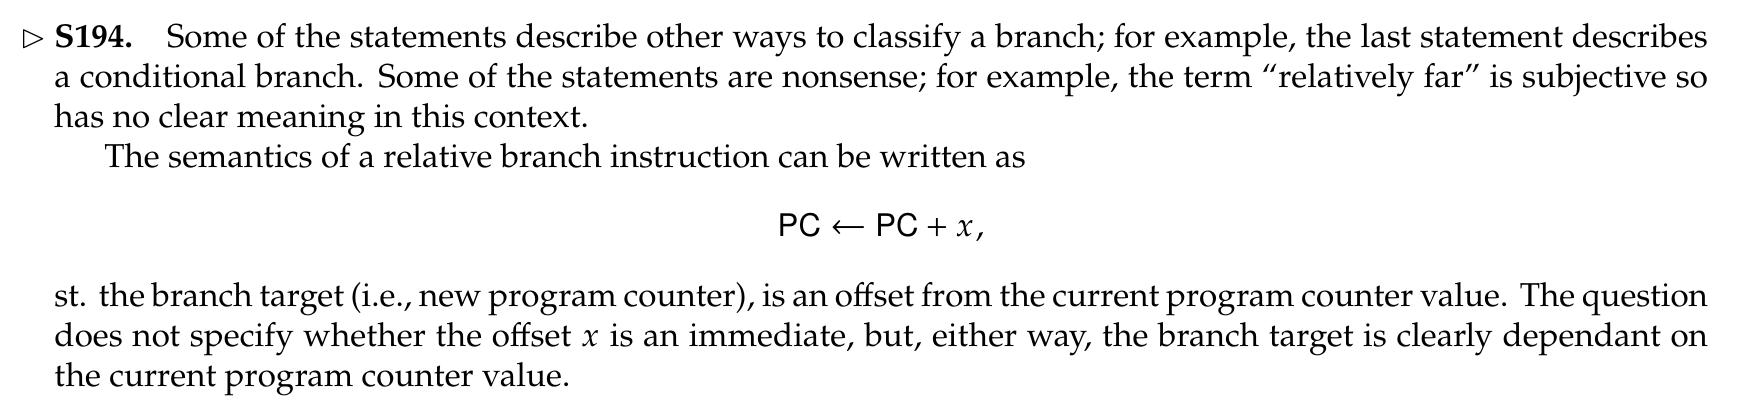 ▷ S194. Some of the statements describe other ways to classify a branch; for example, the last statement describes
a conditional branch. Some of the statements are nonsense; for example, the term “relatively far” is subjective so
has no clear meaning in this context.
The semantics of a relative branch instruction can be written as
PC ← PC + x,
st. the branch target (i.e., new program counter), is an offset from the current program counter value. The question
does not specify whether the offset x is an immediate, but, either way, the branch target is clearly dependant on
the current program counter value.